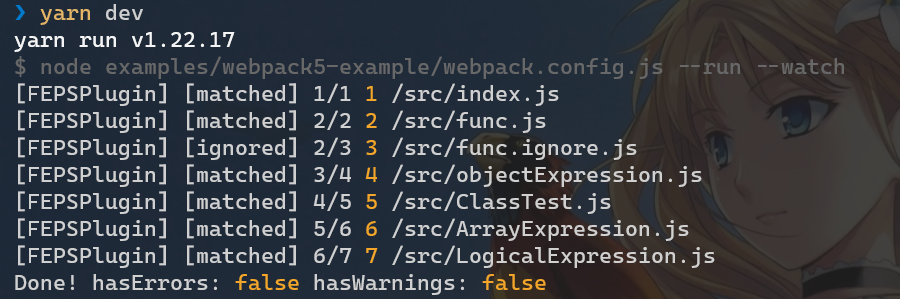 ❯ yarn dev
yarn run v1.22.17
$ node examples/webpack5-example/webpack.config.js --run --watch
[FEPSPlugin] [matched] 1/1 1 /src/index.js
[FEPSPlugin] [matched] 2/2 2 /src/func.js
[FEPSPlugin] [ignored] 2/3 3 /src/func.ignore.js
[FEPSPlugin] [matched] 3/4 4 /src/objectExpression.js
[FEPSPlugin] [matched] 4/5 5 /src/ClassTest.js
[FEPSPlugin] [matched] 5/6 6 /src/ArrayExpression.js
[FEPSPlugin] [matched] 6/7 7 /src/LogicalExpression.js
Done! hasErrors: false hasWarnings: false